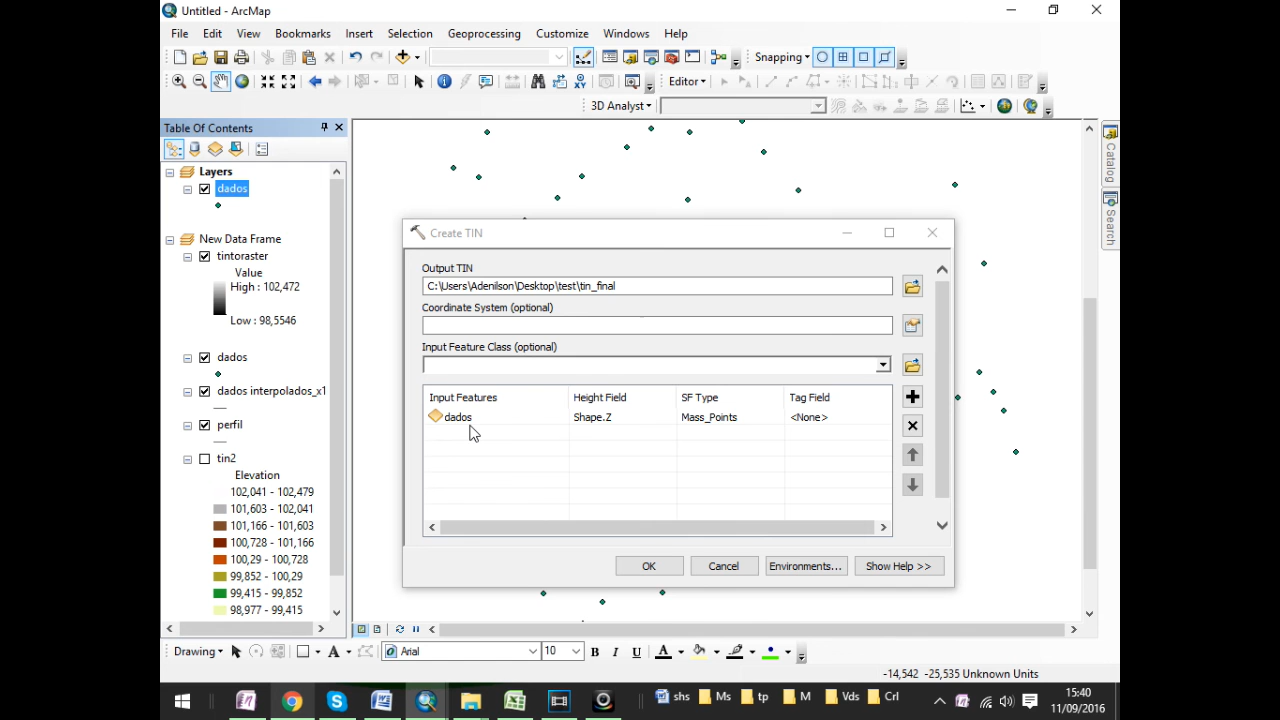 Untitled - ArcMap
File Edit View Bookmarks Insert Selection Geoprocessing Customize Windows Help
Snapping
Editor
3D Analyst
Table Of Contents
Layers
dados
New Data Frame
tintoraster
Value
High : 102,472
Low : 98,5546
dados
dados interpolados_x1
perfil
tin2
Elevation
102,041 - 102,479
101,603 - 102,041
101,166 - 101,603
100,728 - 101,166
100,29 - 100,728
99,852 - 100,29
99,415 - 99,852
98,977 - 99,415
Create TIN
Output TIN
C:\Users\Adenilson\Desktop\test\tin_final
Coordinate System (optional)
Input Feature Class (optional)
Input Features Height Field SF Type Tag Field
dados Shape.Z Mass_Points <None>
OK Cancel Environments... Show Help >>
Catalog
Search
Drawing A Arial 10 B I U A
-14,542 -25,535 Unknown Units
shs Ms tp M Vds Crl
15:40
11/09/2016